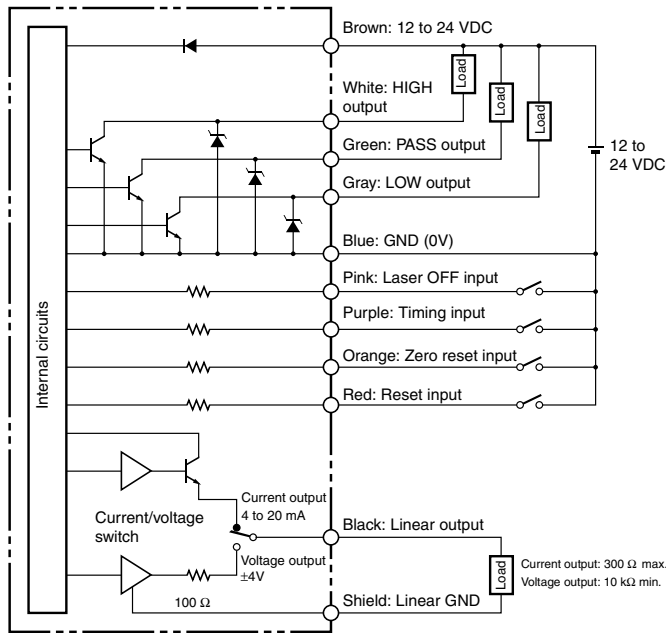 Brown: 12 to 24 VDC
Load
White: HIGH
output
Load
Load
Green: PASS output
12 to
24 VDC
Gray: LOW output
Blue: GND (0V)
Pink: Laser OFF input
Purple: Timing input
Internal circuits
Orange: Zero reset input
Red: Reset input
Current output
4 to 20 mA
Current/voltage
switch
Black: Linear output
Voltage output
±4V
Load
Current output: 300 Ω max.
Voltage output: 10 kΩ min.
100 Ω
Shield: Linear GND